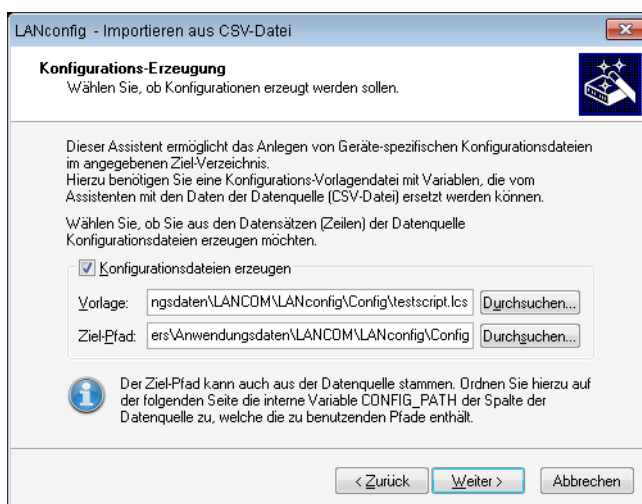 LANconfig - Importieren aus CSV-Datei
Konfigurations-Erzeugung
Wählen Sie, ob Konfigurationen erzeugt werden sollen.
Dieser Assistent ermöglicht das Anlegen von Geräte-spezifischen Konfigurationsdateien
im angegebenen Ziel-Verzeichnis.
Hierzu benötigen Sie eine Konfigurations-Vorlagendatei mit Variablen, die vom
Assistenten mit den Daten der Datenquelle (CSV-Datei) ersetzt werden können.
Wählen Sie, ob Sie aus den Datensätzen (Zeilen) der Datenquelle
Konfigurationsdateien erzeugen möchten.
Konfigurationsdateien erzeugen
Vorlage: ngsdaten\LANCOM\LANconfig\Config\testscript.lcs Durchsuchen...
Ziel-Pfad: ers\Anwendungsdaten\LANCOM\LANconfig\Config Durchsuchen...
Der Ziel-Pfad kann auch aus der Datenquelle stammen. Ordnen Sie hierzu auf
der folgenden Seite die interne Variable CONFIG_PATH der Spalte der
Datenquelle zu, welche die zu benutzenden Pfade enthält.
< Zurück Weiter > Abbrechen